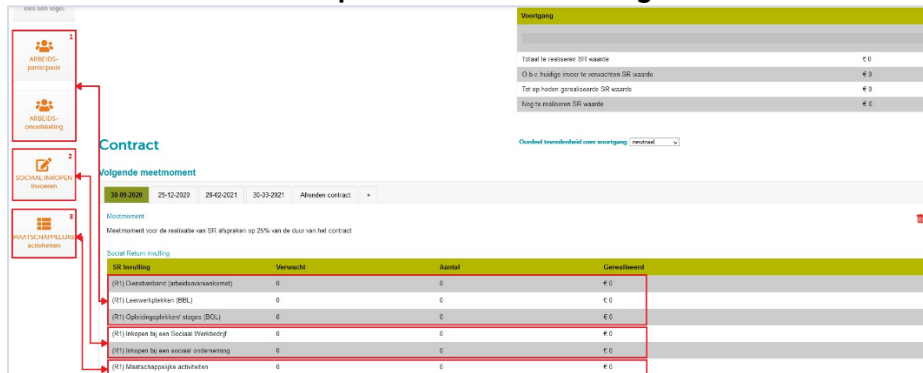 kies een tegel.
1
ARBEIDS-
participatie
ARBEIDS-
ontwikkeling
2
SOCIAAL INKOPEN
invoeren
3
MAATSCHAPPELIJKE
activiteiten
Voortgang
Totaal te realiseren SR waarde € 0
O.b.v. huidige invoer te verwachten SR waarde € 0
Tot op heden gerealiseerde SR waarde € 0
Nog te realiseren SR waarde € 0
Contract
Oordeel tevredenheid over voortgang: neutraal
Volgende meetmoment
30-09-2020 29-12-2020 28-02-2021 30-03-2021 Afronden contract +
Meetmoment
Meetmoment voor de realisatie van SR afspraken op 25% van de duur van het contract
Social Return invulling
SR Invulling Verwacht Aantal Gerealiseerd
(R1) Dienstverband (arbeidsovereenkomst) 0 0 € 0
(R1) Leerwerkplekken (BBL) 0 0 € 0
(R1) Opleidingsplekken/ stages (BOL) 0 0 € 0
(R1) Inkopen bij een Sociaal Werkbedrijf 0 0 € 0
(R1) Inkopen bij een sociaal onderneming 0 0 € 0
(R1) Maatschappelijke activiteiten 0 0 € 0